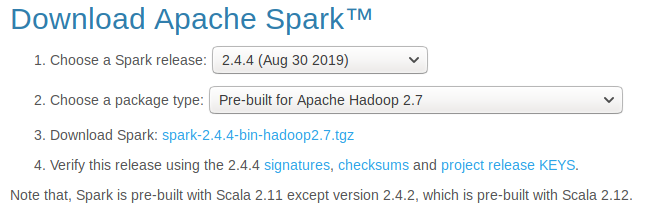 Download Apache Spark™
1. Choose a Spark release: 2.4.4 (Aug 30 2019)
2. Choose a package type: Pre-built for Apache Hadoop 2.7
3. Download Spark: spark-2.4.4-bin-hadoop2.7.tgz
4. Verify this release using the 2.4.4 signatures, checksums and project release KEYS.
Note that, Spark is pre-built with Scala 2.11 except version 2.4.2, which is pre-built with Scala 2.12.